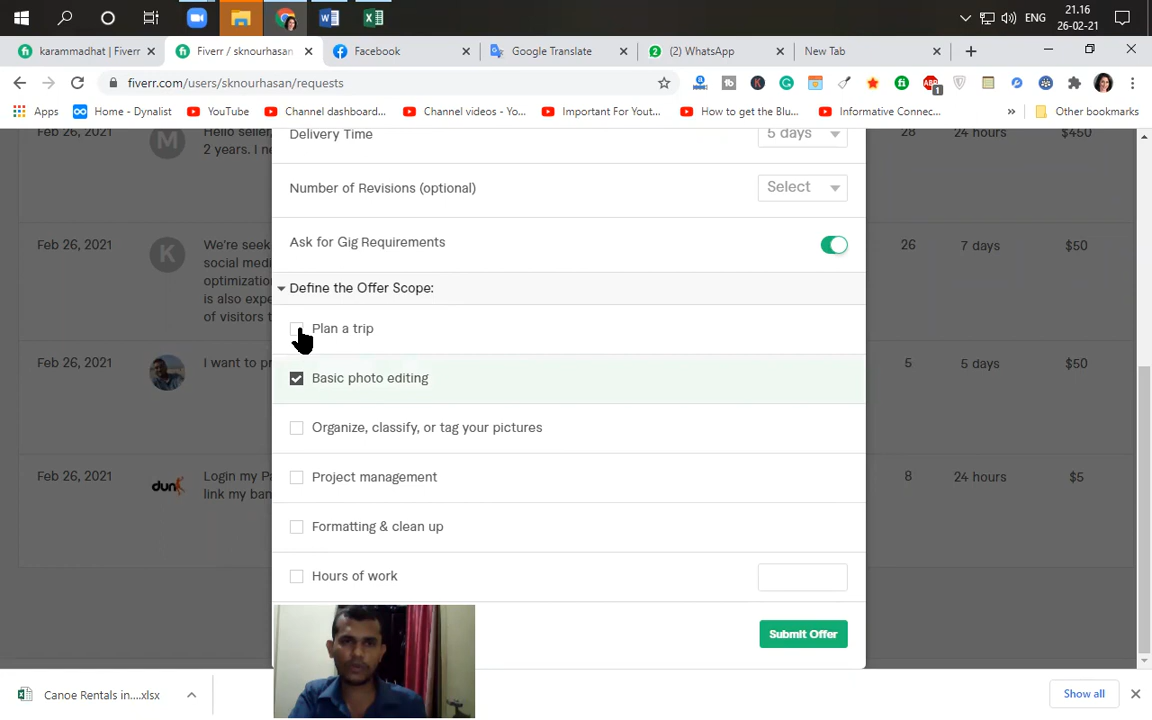 21.16
ENG
26-02-21
karammadhat | Fiverr
Fiverr / sknourhasan
Facebook
Google Translate
2
(2) WhatsApp
New Tab
fiverr.com/users/sknourhasan/requests
Apps
Home - Dynalist
YouTube
Channel dashboard...
Channel videos - Yo...
Important For Yout...
How to get the Blu...
Informative Connec...
Other bookmarks
Feb 26, 2021
M
Hello seller,
2 years. I n
Delivery Time
5 days
28
24 hours
$450
Number of Revisions (optional)
Select
Feb 26, 2021
K
We're seek
social medi
optimization
is also expe
of visitors t
Ask for Gig Requirements
26
7 days
$50
Define the Offer Scope:
Plan a trip
Feb 26, 2021
I want to pr
Basic photo editing
5
5 days
$50
Organize, classify, or tag your pictures
Feb 26, 2021
dun
Login my Pa
link my ban
Project management
8
24 hours
$5
Formatting & clean up
Hours of work
Submit Offer
Canoe Rentals in....xlsx
Show all